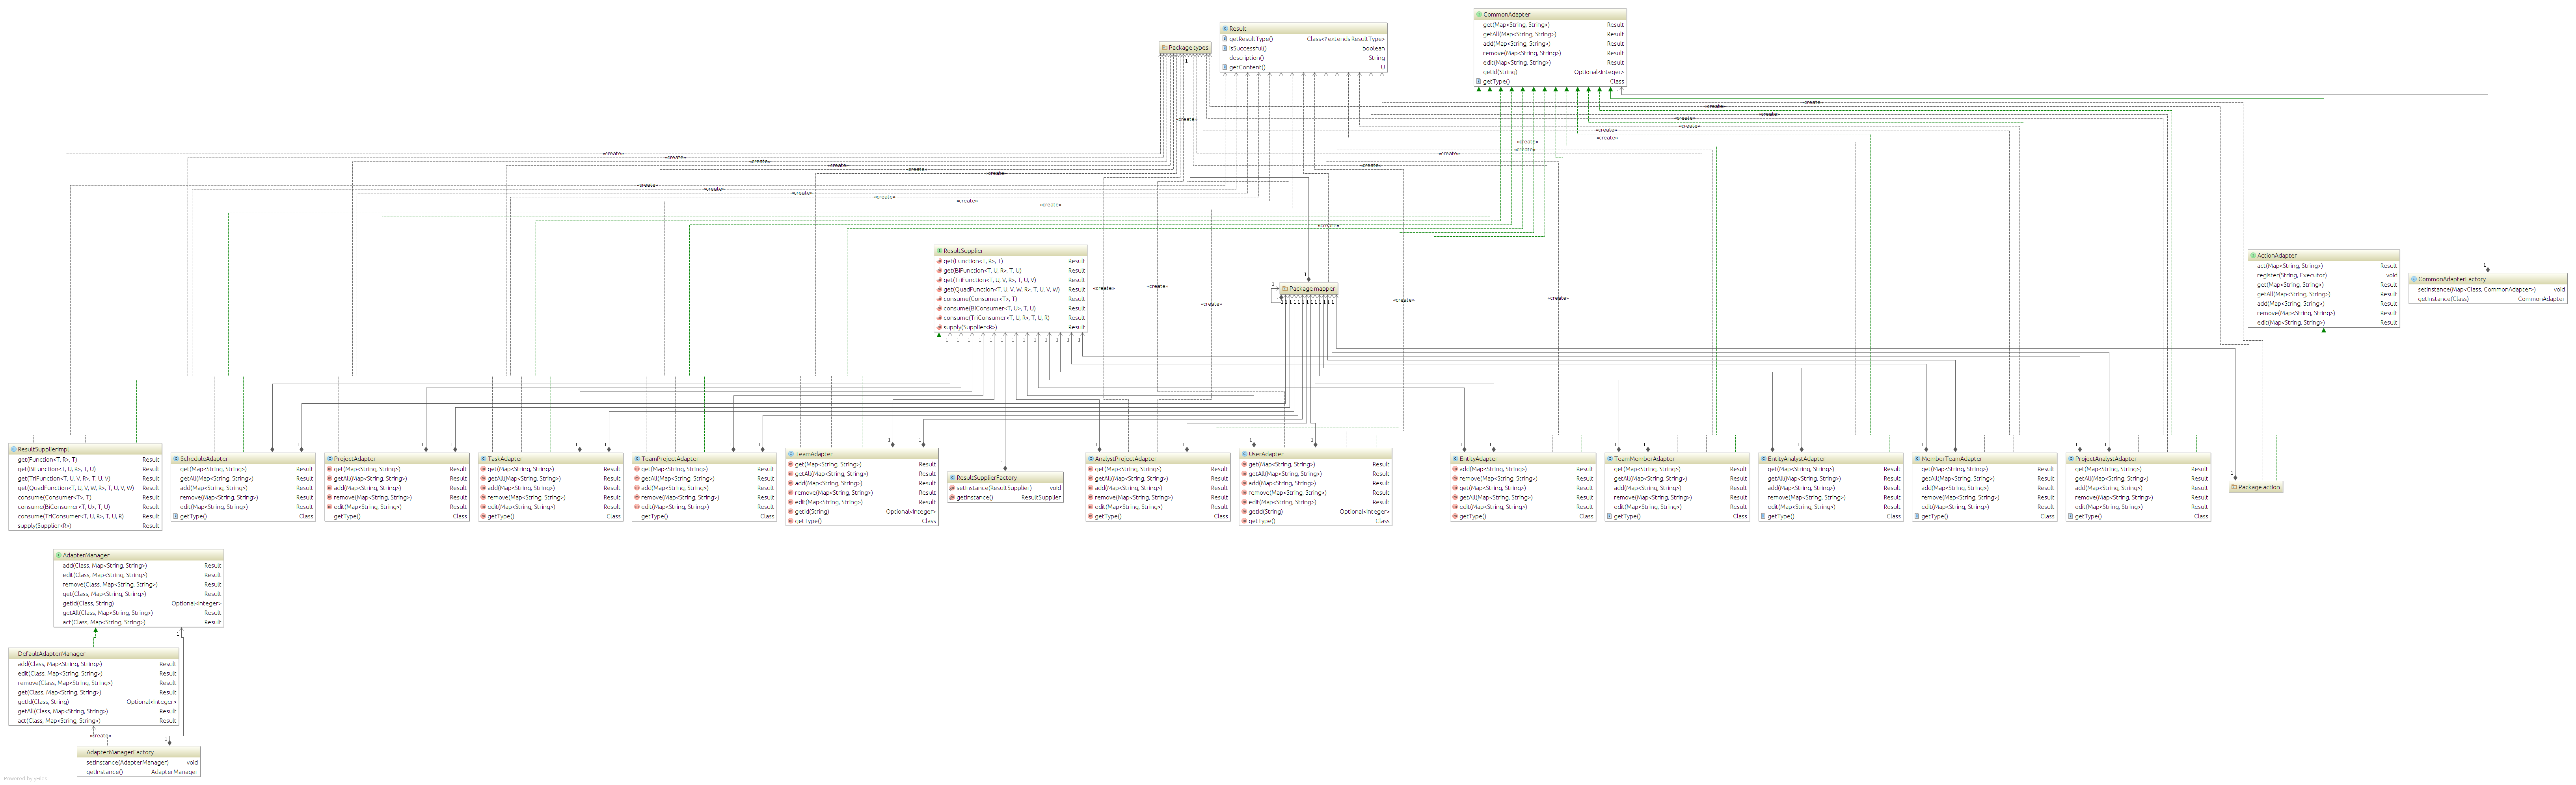 CommonAdapter
get(Map<String, String>) Result
getAll(Map<String, String>) Result
add(Map<String, String>) Result
remove(Map<String, String>) Result
edit(Map<String, String>) Result
getId(String) Optional<Integer>
getType() Class
Result
getResultType() Class<? extends ResultType>
isSuccessful() boolean
description() String
getContent() U
Package types
ResultSupplier
get(Function<T, R>, T) Result
get(BiFunction<T, U, R>, T, U) Result
get(TriFunction<T, U, V, R>, T, U, V) Result
get(QuadFunction<T, U, V, W, R>, T, U, V, W) Result
consume(Consumer<T>, T) Result
consume(BiConsumer<T, U>, T, U) Result
consume(TriConsumer<T, U, R>, T, U, R) Result
supply(Supplier<R>) Result
Package mapper
ActionAdapter
act(Map<String, String>) Result
register(String, Executor) void
get(Map<String, String>) Result
getAll(Map<String, String>) Result
add(Map<String, String>) Result
remove(Map<String, String>) Result
edit(Map<String, String>) Result
CommonAdapterFactory
setInstance(Map<Class, CommonAdapter>) void
getInstance(Class) CommonAdapter
ResultSupplierImpl
get(Function<T, R>, T) Result
get(BiFunction<T, U, R>, T, U) Result
get(TriFunction<T, U, V, R>, T, U, V) Result
get(QuadFunction<T, U, V, W, R>, T, U, V, W) Result
consume(Consumer<T>, T) Result
consume(BiConsumer<T, U>, T, U) Result
consume(TriConsumer<T, U, R>, T, U, R) Result
supply(Supplier<R>) Result
ScheduleAdapter
get(Map<String, String>) Result
getAll(Map<String, String>) Result
add(Map<String, String>) Result
remove(Map<String, String>) Result
edit(Map<String, String>) Result
getType() Class
ProjectAdapter
get(Map<String, String>) Result
getAll(Map<String, String>) Result
add(Map<String, String>) Result
remove(Map<String, String>) Result
edit(Map<String, String>) Result
getType() Class
TaskAdapter
get(Map<String, String>) Result
getAll(Map<String, String>) Result
add(Map<String, String>) Result
remove(Map<String, String>) Result
edit(Map<String, String>) Result
getType() Class
TeamProjectAdapter
get(Map<String, String>) Result
getAll(Map<String, String>) Result
add(Map<String, String>) Result
remove(Map<String, String>) Result
edit(Map<String, String>) Result
getType() Class
TeamAdapter
get(Map<String, String>) Result
getAll(Map<String, String>) Result
add(Map<String, String>) Result
remove(Map<String, String>) Result
edit(Map<String, String>) Result
getId(String) Optional<Integer>
getType() Class
ResultSupplierFactory
setInstance(ResultSupplier) void
getInstance() ResultSupplier
AnalystProjectAdapter
get(Map<String, String>) Result
getAll(Map<String, String>) Result
add(Map<String, String>) Result
remove(Map<String, String>) Result
edit(Map<String, String>) Result
getType() Class
UserAdapter
get(Map<String, String>) Result
getAll(Map<String, String>) Result
add(Map<String, String>) Result
remove(Map<String, String>) Result
edit(Map<String, String>) Result
getId(String) Optional<Integer>
getType() Class
EntityAdapter
add(Map<String, String>) Result
remove(Map<String, String>) Result
get(Map<String, String>) Result
getAll(Map<String, String>) Result
edit(Map<String, String>) Result
getType() Class
TeamMemberAdapter
get(Map<String, String>) Result
getAll(Map<String, String>) Result
add(Map<String, String>) Result
remove(Map<String, String>) Result
edit(Map<String, String>) Result
getType() Class
EntityAnalystAdapter
get(Map<String, String>) Result
getAll(Map<String, String>) Result
add(Map<String, String>) Result
remove(Map<String, String>) Result
edit(Map<String, String>) Result
getType() Class
MemberTeamAdapter
get(Map<String, String>) Result
getAll(Map<String, String>) Result
add(Map<String, String>) Result
remove(Map<String, String>) Result
edit(Map<String, String>) Result
getType() Class
ProjectAnalystAdapter
get(Map<String, String>) Result
getAll(Map<String, String>) Result
add(Map<String, String>) Result
remove(Map<String, String>) Result
edit(Map<String, String>) Result
getType() Class
Package action
AdapterManager
add(Class, Map<String, String>) Result
edit(Class, Map<String, String>) Result
remove(Class, Map<String, String>) Result
get(Class, Map<String, String>) Result
getId(Class, String) Optional<Integer>
getAll(Class, Map<String, String>) Result
act(Class, Map<String, String>) Result
DefaultAdapterManager
add(Class, Map<String, String>) Result
edit(Class, Map<String, String>) Result
remove(Class, Map<String, String>) Result
get(Class, Map<String, String>) Result
getId(Class, String) Optional<Integer>
getAll(Class, Map<String, String>) Result
act(Class, Map<String, String>) Result
«create»
AdapterManagerFactory
setInstance(AdapterManager) void
getInstance() AdapterManager
Powered by yFiles